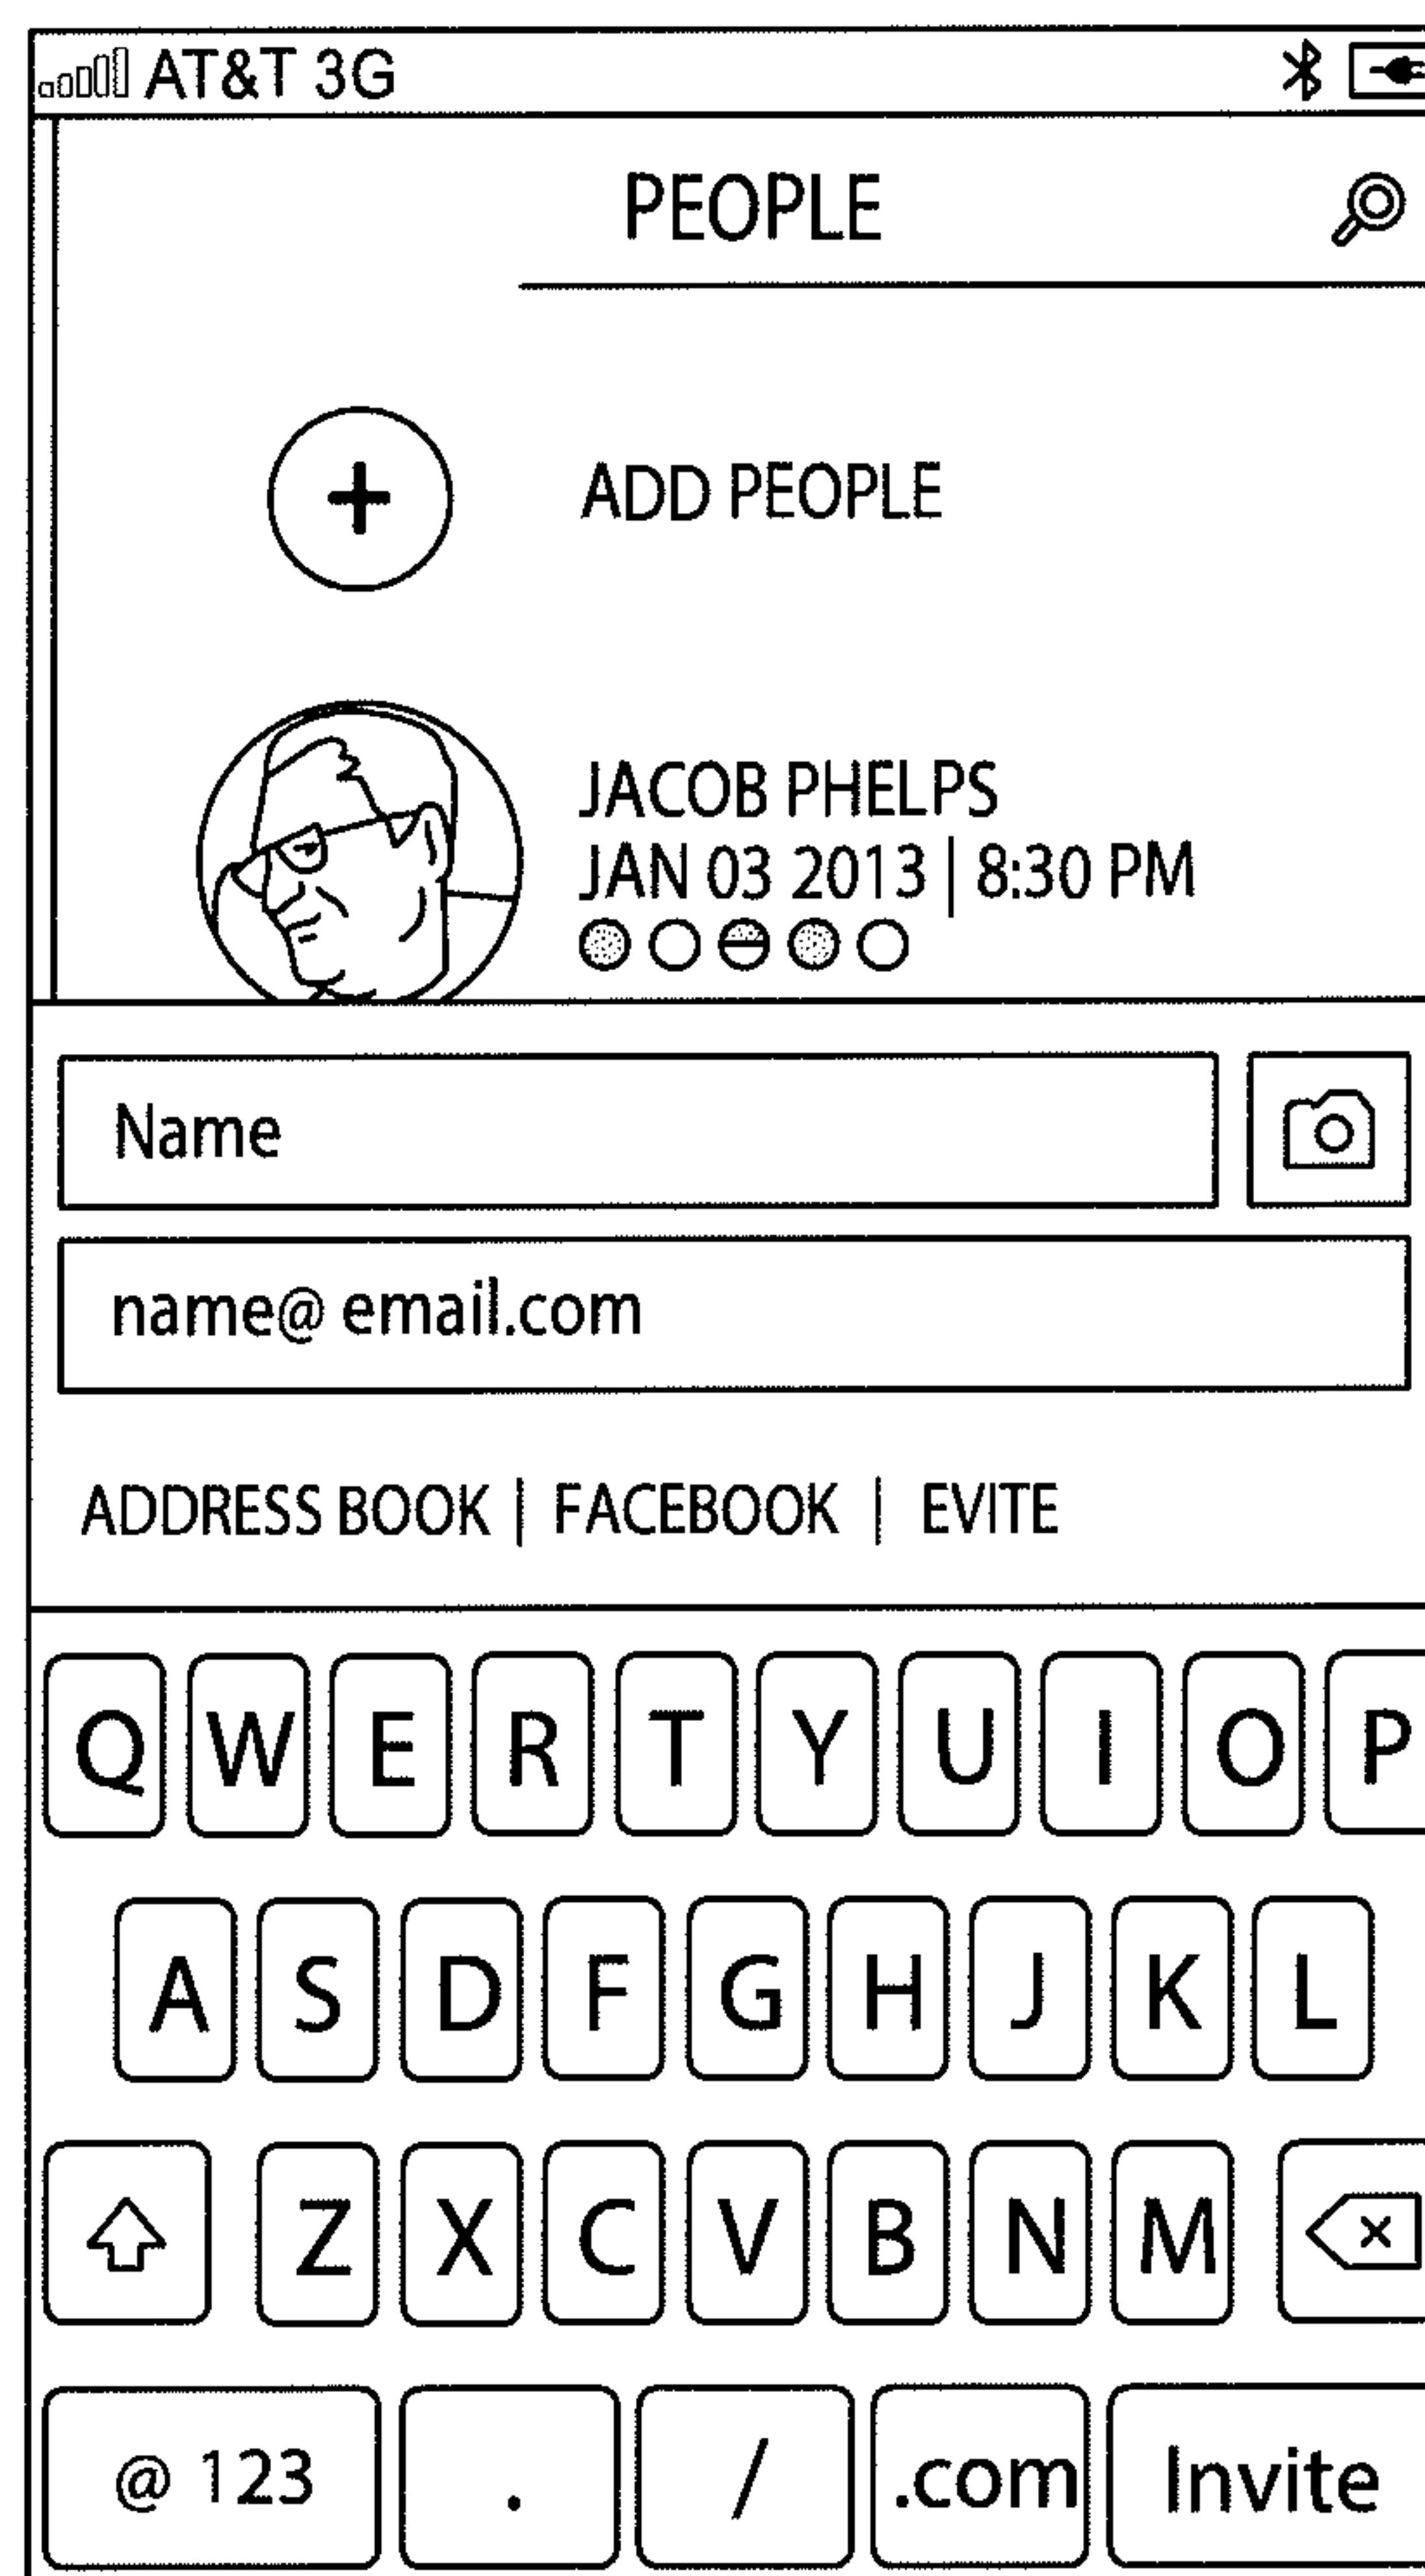 AT&T 3G
PEOPLE
+
ADD PEOPLE
JACOB PHELPS
JAN 03 2013 | 8:30 PM
Name
name@ email.com
ADDRESS BOOK | FACEBOOK | EVITE
Q W E R T Y U I O P
A S D F G H J K L
Z X C V B N M
@ 123 . / .com Invite